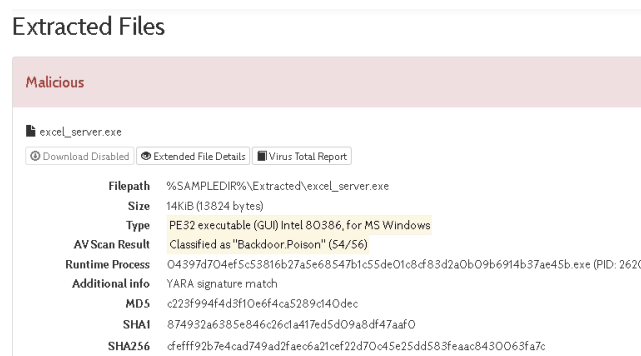 Extracted Files
Malicious
excel_server.exe
Download Disabled Extended File Details Virus Total Report
Filepath %SAMPLEDIR%\Extracted\excel_server.exe
Size 14KiB (13824 bytes)
Type PE32 executable (GUI) Intel 80386, for MS Windows
AV Scan Result Classified as "Backdoor.Poison" (54/56)
Runtime Process 04397d704ef5c53816b27a5e68547b1c55de01c8cf83d2a0b09b6914b37ae45b.exe (PID: 2620
Additional info YARA signature match
MD5 c223f994f4d3f10e6f4ca5289c140dec
SHA1 874932a6385e846c26c1a417ed5d09a8df47aaf0
SHA256 cfefff92b7e4cad749ad2faec6a21cef22d70c45e25dd583feaac8430063fa7c